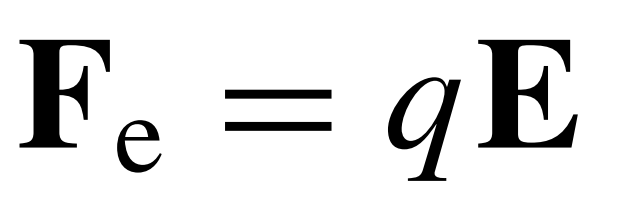 Fₑ = qE